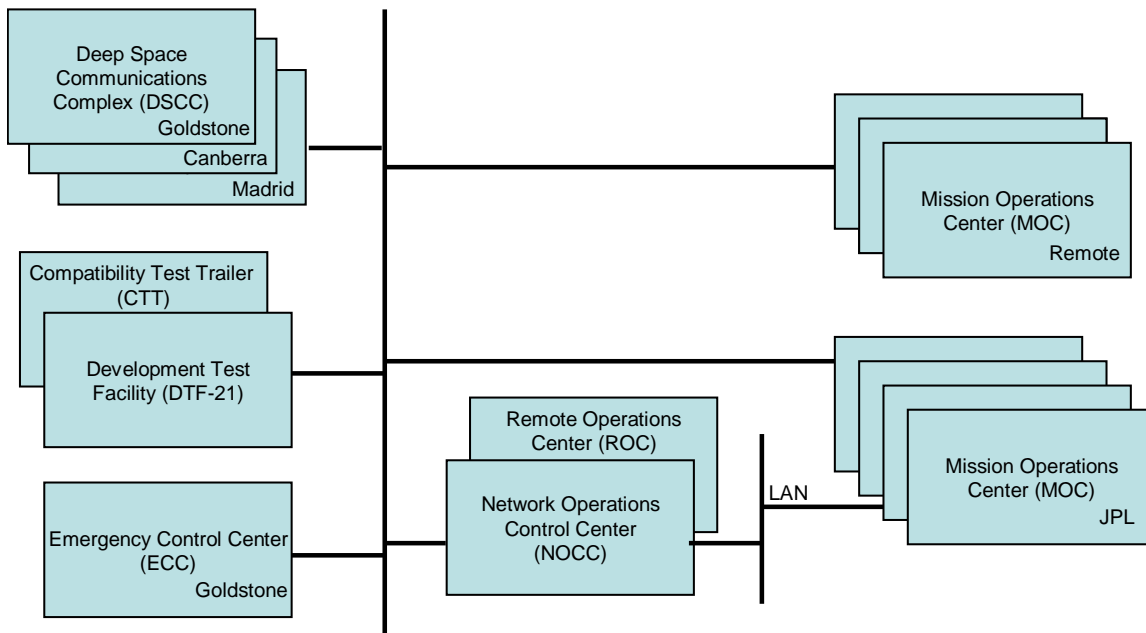 Deep Space
Communications
Complex (DSCC)
Goldstone
Canberra
Madrid
Mission Operations
Center (MOC)
Remote
Compatibility Test Trailer
(CTT)
Development Test
Facility (DTF-21)
Remote Operations
Center (ROC)
Network Operations
Control Center
(NOCC)
LAN
Mission Operations
Center (MOC)
JPL
Emergency Control Center
(ECC)
Goldstone